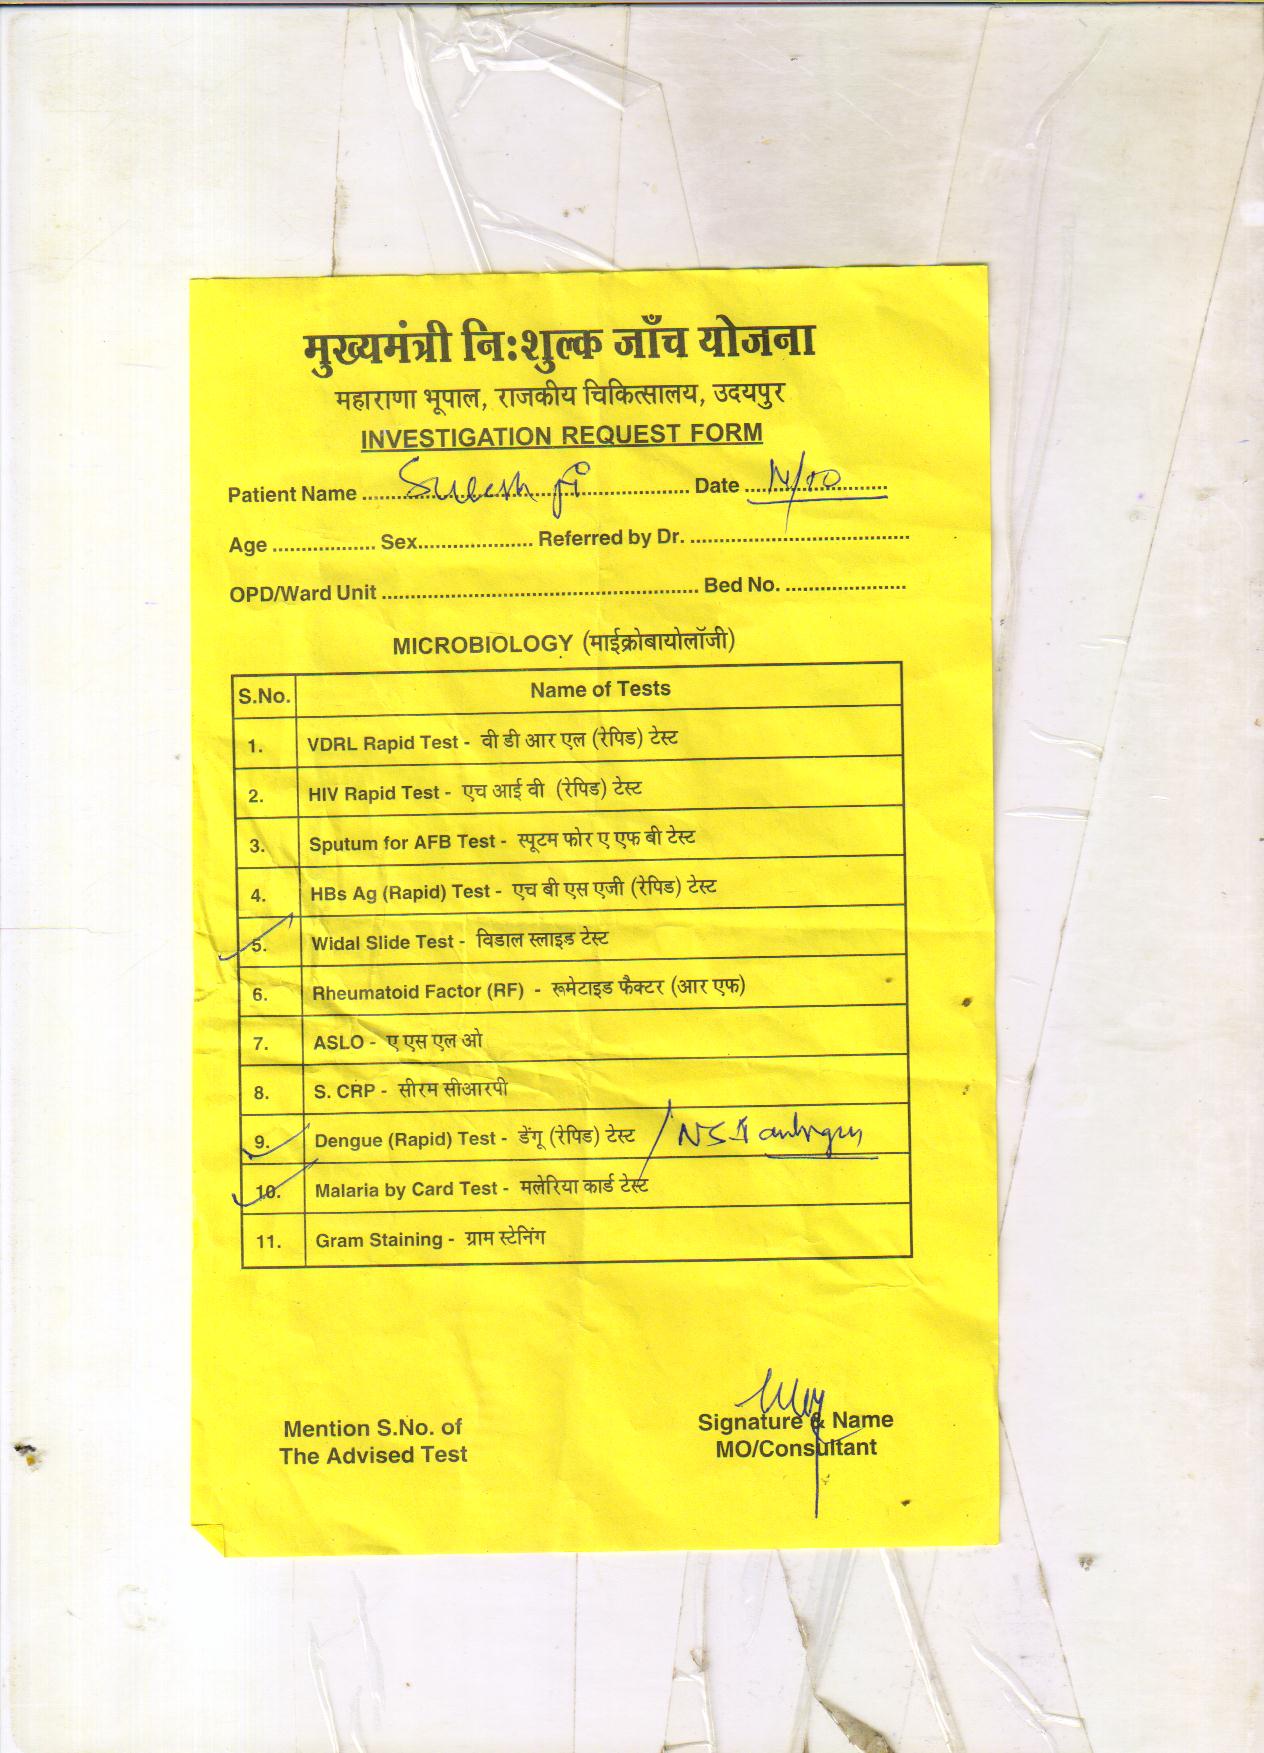 मुख्यमंत्री नि:शुल्क जाँच योजना
महाराणा भूपाल, राजकीय चिकित्सालय, उदयपुर
INVESTIGATION REQUEST FORM
Patient Name .......... Suresh जी .......... Date ..........
Age .................. Sex.................... Referred by Dr. ......................................
OPD/Ward Unit ....................................................... Bed No. .....................
MICROBIOLOGY (माईक्रोबायोलॉजी)
S.No. Name of Tests
1. VDRL Rapid Test - वी डी आर एल (रेपिड) टेस्ट
2. HIV Rapid Test - एच आई वी (रेपिड) टेस्ट
3. Sputum for AFB Test - स्पूटम फोर ए एफ बी टेस्ट
4. HBs Ag (Rapid) Test - एच बी एस एजी (रेपिड) टेस्ट
5. Widal Slide Test - विडाल स्लाइड टेस्ट
6. Rheumatoid Factor (RF) - रूमेटाइड फैक्टर (आर एफ)
7. ASLO - ए एस एल ओ
8. S. CRP - सीरम सीआरपी
9. Dengue (Rapid) Test - डेंगू (रेपिड) टेस्ट / NS1 antigen
10. Malaria by Card Test - मलेरिया कार्ड टेस्ट
11. Gram Staining - ग्राम स्टेनिंग
Mention S.No. of
The Advised Test
Signature & Name
MO/Consultant